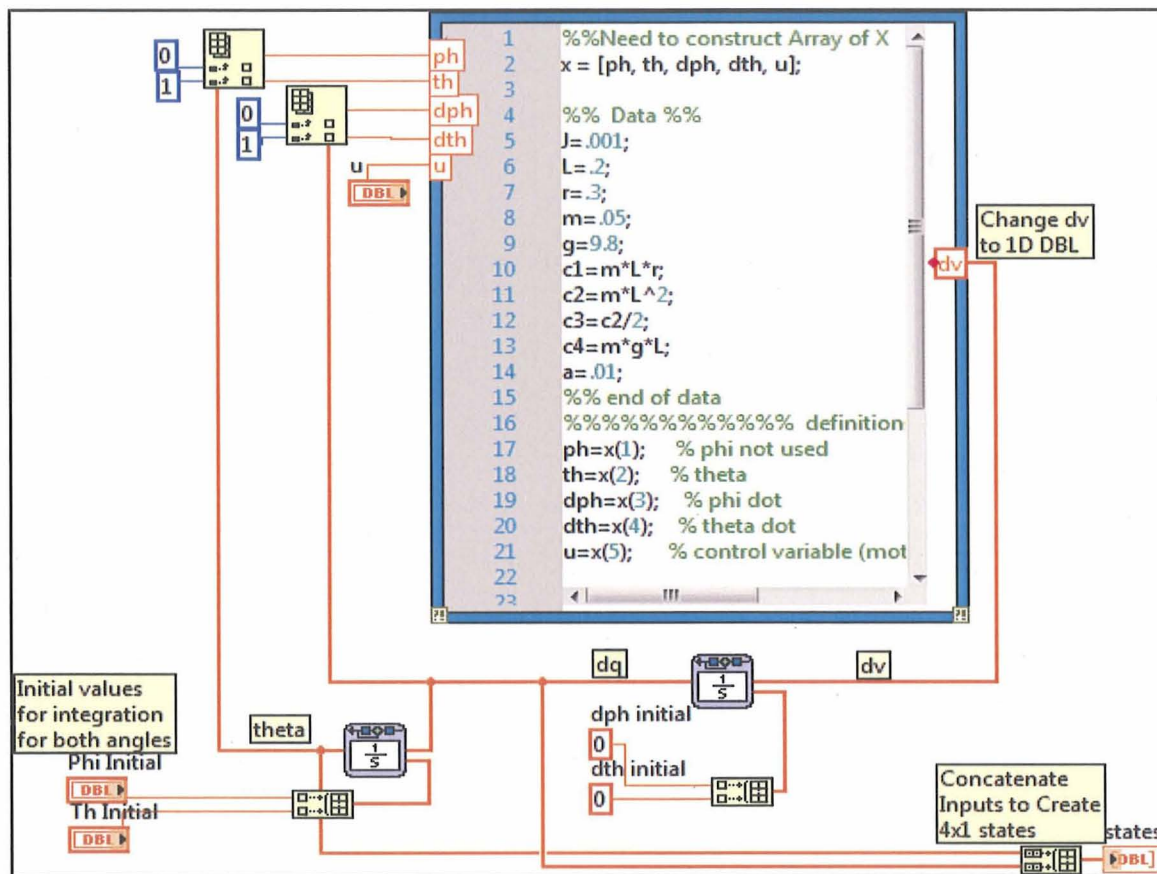 0
1
0
1
u
DBL
ph
th
dph
dth
u
1 %%Need to construct Array of X
2 x = [ph, th, dph, dth, u];
3
4 %% Data %%
5 J=.001;
6 L=.2;
7 r=.3;
8 m=.05;
9 g=9.8;
10 c1=m*L*r;
11 c2=m*L^2;
12 c3=c2/2;
13 c4=m*g*L;
14 a=.01;
15 %% end of data
16 %%%%%%%%%%%% definition
17 ph=x(1); % phi not used
18 th=x(2); % theta
19 dph=x(3); % phi dot
20 dth=x(4); % theta dot
21 u=x(5); % control variable (mot
22
23
Change dv
to 1D DBL
dv
dq
1/S
dv
Initial values
for integration
for both angles
theta
1/S
Phi Initial
DBL
Th Initial
DBL
dph initial
0
dth initial
0
Concatenate
Inputs to Create
4x1 states
states
DBL]